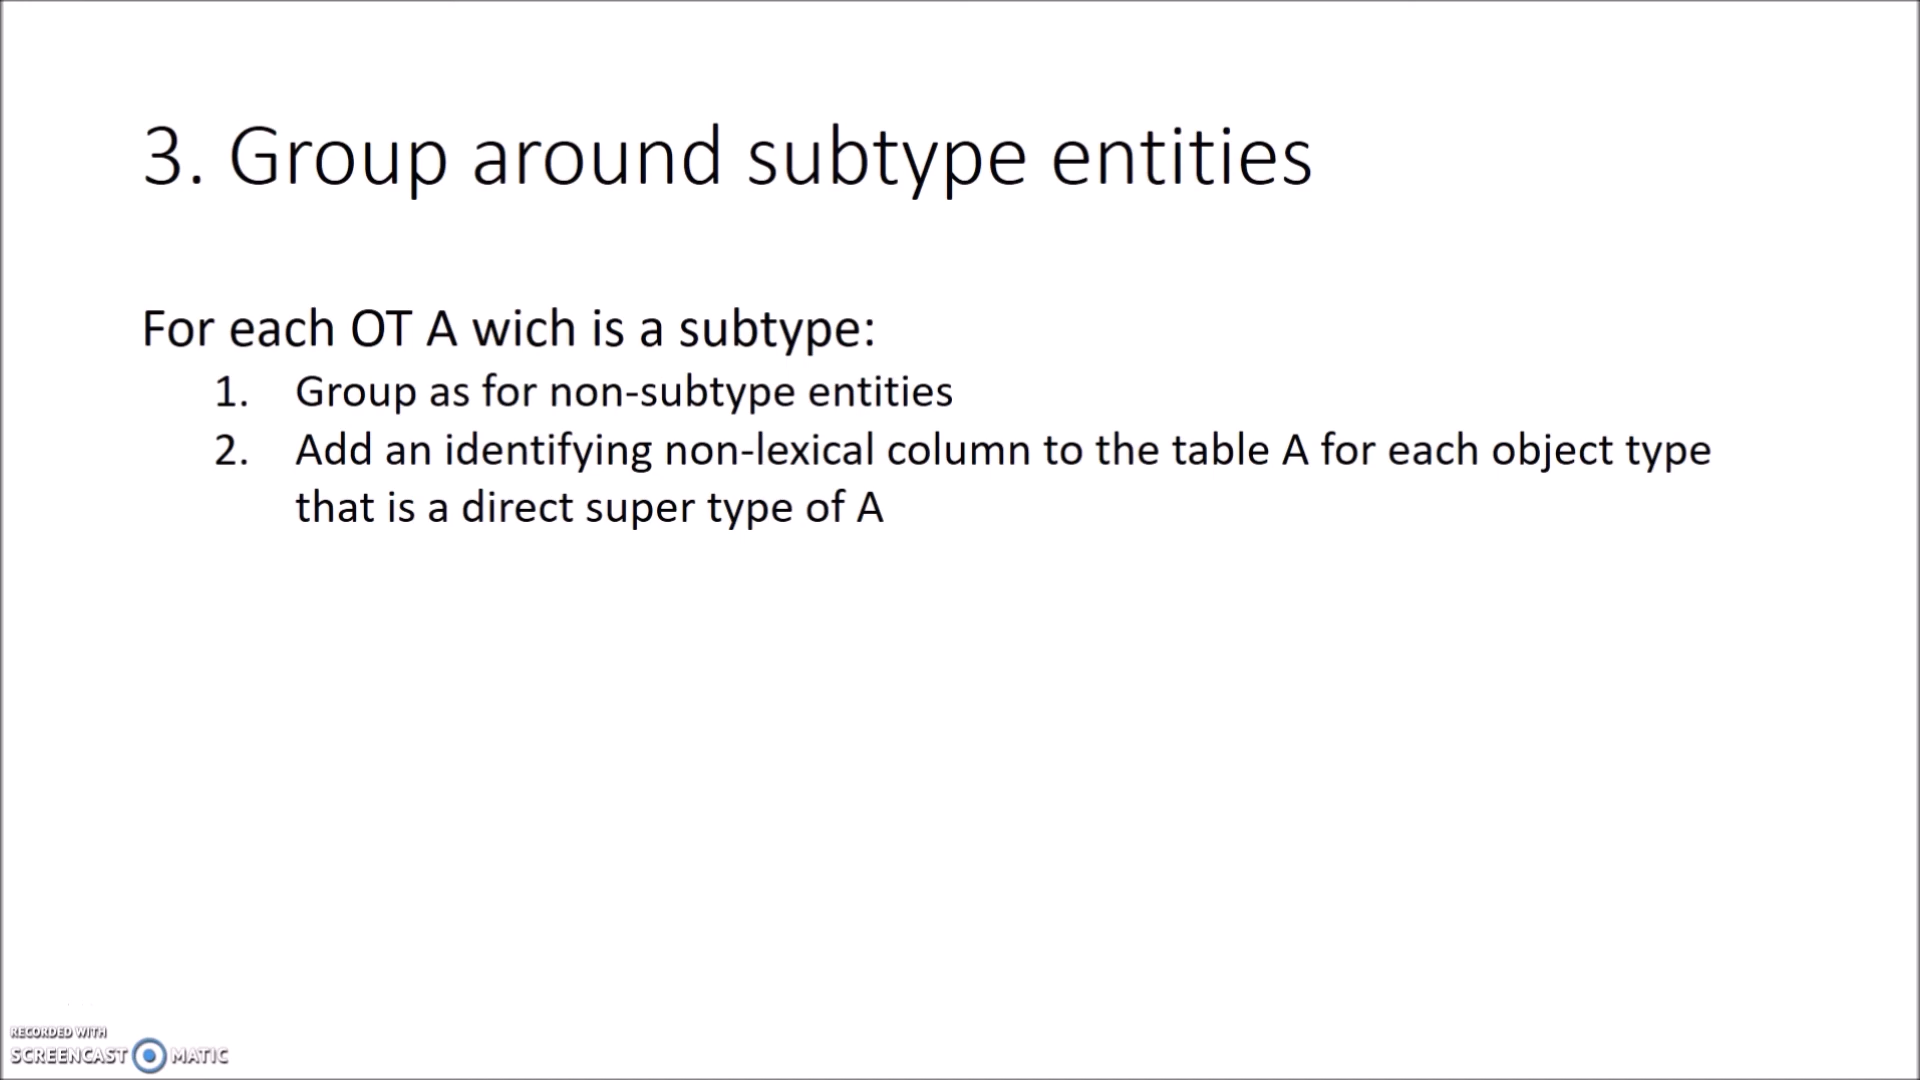 3. Group around subtype entities
For each OT A wich is a subtype:
1. Group as for non-subtype entities
2. Add an identifying non-lexical column to the table A for each object type
that is a direct super type of A
RECORDED WITH
SCREENCAST MATIC